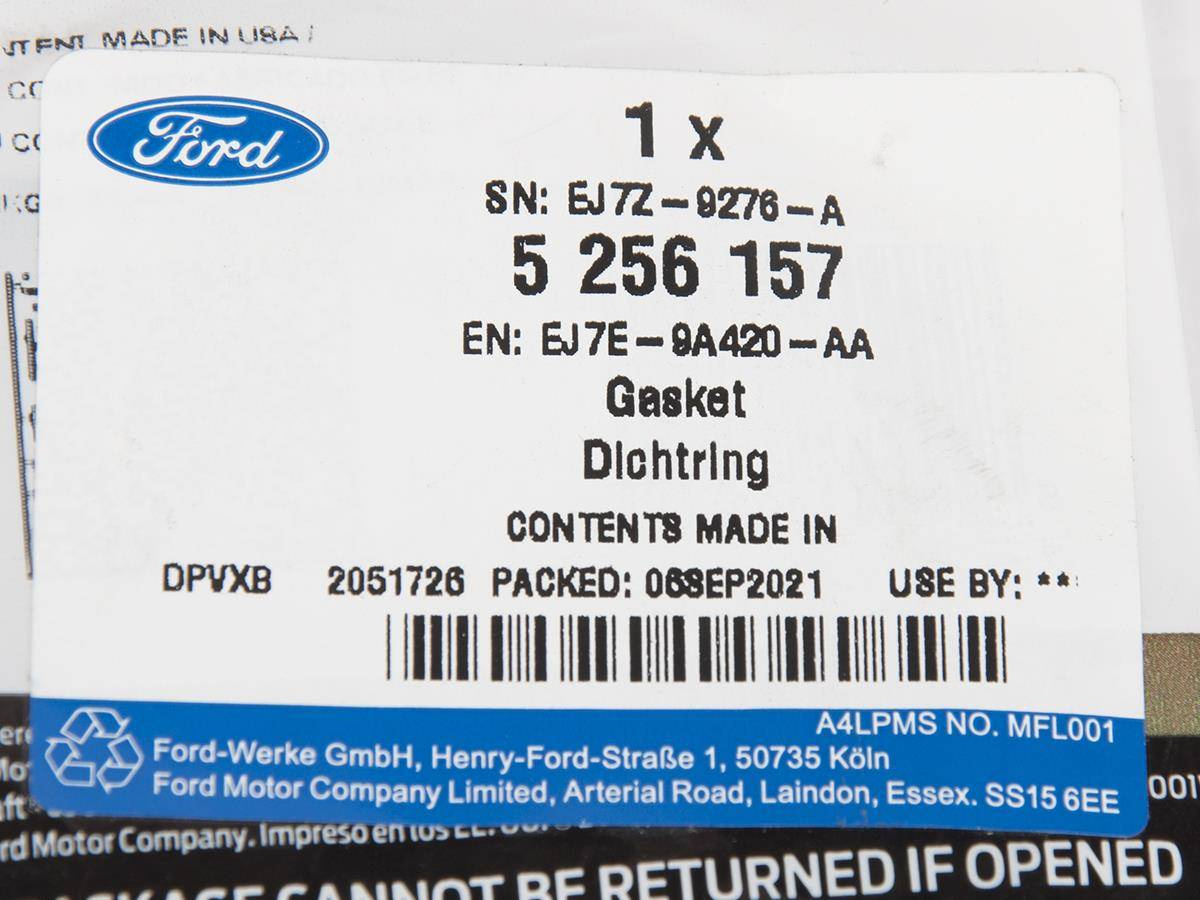 MADE IN USA
Ford
1 x
SN: EJ7Z-9276-A
5 256 157
EN: EJ7E-9A420-AA
Gasket
Dichtring
CONTENTS MADE IN
DPVXB 2051726 PACKED: 06SEP2021 USE BY: **
A4LPMS NO. MFL001
Ford-Werke GmbH, Henry-Ford-Straße 1, 50735 Köln
Ford Motor Company Limited, Arterial Road, Laindon, Essex. SS15 6EE
Motor Company. Impreso en los
CANNOT BE RETURNED IF OPENED